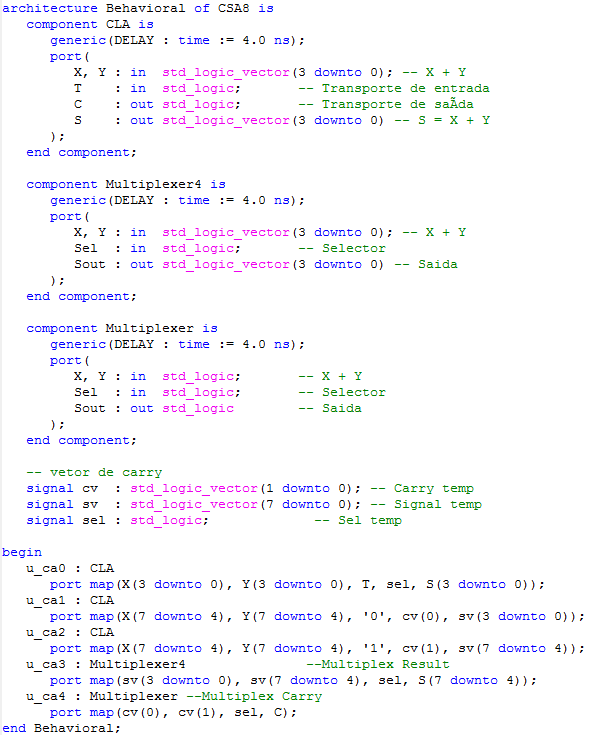 architecture Behavioral of CSA8 is
   component CLA is
      generic(DELAY : time := 4.0 ns);
      port(
         X, Y : in  std_logic_vector(3 downto 0); -- X + Y
         T    : in  std_logic;       -- Transporte de entrada
         C    : out std_logic;       -- Transporte de saÃda
         S    : out std_logic_vector(3 downto 0) -- S = X + Y
      );
   end component;

   component Multiplexer4 is
      generic(DELAY : time := 4.0 ns);
      port(
         X, Y : in  std_logic_vector(3 downto 0); -- X + Y
         Sel  : in  std_logic;       -- Selector
         Sout : out std_logic_vector(3 downto 0) -- Saida
      );
   end component;

   component Multiplexer is
      generic(DELAY : time := 4.0 ns);
      port(
         X, Y : in  std_logic;       -- X + Y
         Sel  : in  std_logic;       -- Selector
         Sout : out std_logic        -- Saida
      );
   end component;

   -- vetor de carry
   signal cv  : std_logic_vector(1 downto 0); -- Carry temp
   signal sv  : std_logic_vector(7 downto 0); -- Signal temp
   signal sel : std_logic;             -- Sel temp

begin
   u_ca0 : CLA
      port map(X(3 downto 0), Y(3 downto 0), T, sel, S(3 downto 0));
   u_ca1 : CLA
      port map(X(7 downto 4), Y(7 downto 4), '0', cv(0), sv(3 downto 0));
   u_ca2 : CLA
      port map(X(7 downto 4), Y(7 downto 4), '1', cv(1), sv(7 downto 4));
   u_ca3 : Multiplexer4               --Multiplex Result
      port map(sv(3 downto 0), sv(7 downto 4), sel, S(7 downto 4));
   u_ca4 : Multiplexer --Multiplex Carry
      port map(cv(0), cv(1), sel, C);
end Behavioral;